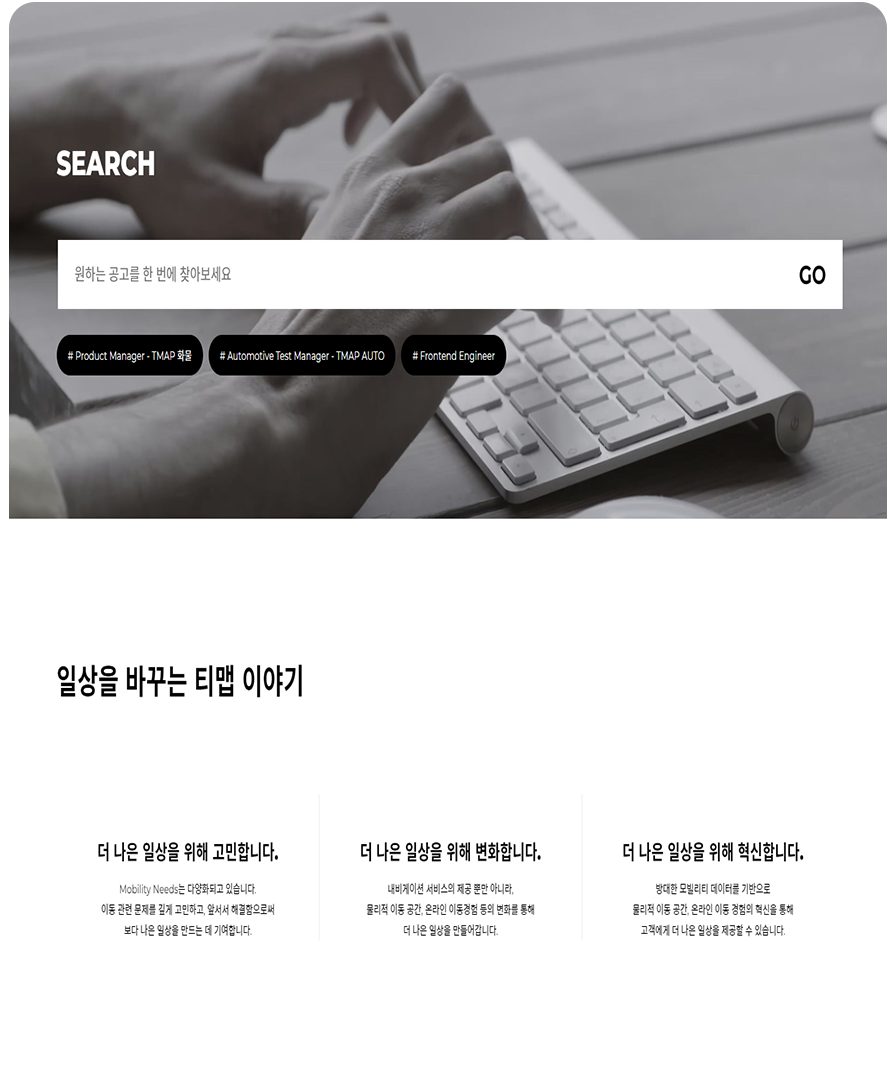 SEARCH
원하는 공고를 한 번에 찾아보세요
GO
# Product Manager - TMAP 화물
# Automotive Test Manager - TMAP AUTO
# Frontend Engineer
일상을 바꾸는 티맵 이야기
더 나은 일상을 위해 고민합니다.
Mobility Needs는 다양화되고 있습니다.
이동 관련 문제를 깊게 고민하고, 앞서서 해결함으로써
보다 나은 일상을 만드는 데 기여합니다.
더 나은 일상을 위해 변화합니다.
내비게이션 서비스의 제공 뿐만 아니라,
물리적 이동 공간, 온라인 이동경험 등의 변화를 통해
더 나은 일상을 만들어갑니다.
더 나은 일상을 위해 혁신합니다.
방대한 모빌리티 데이터를 기반으로
물리적 이동 공간, 온라인 이동 경험의 혁신을 통해
고객에게 더 나은 일상을 제공할 수 있습니다.